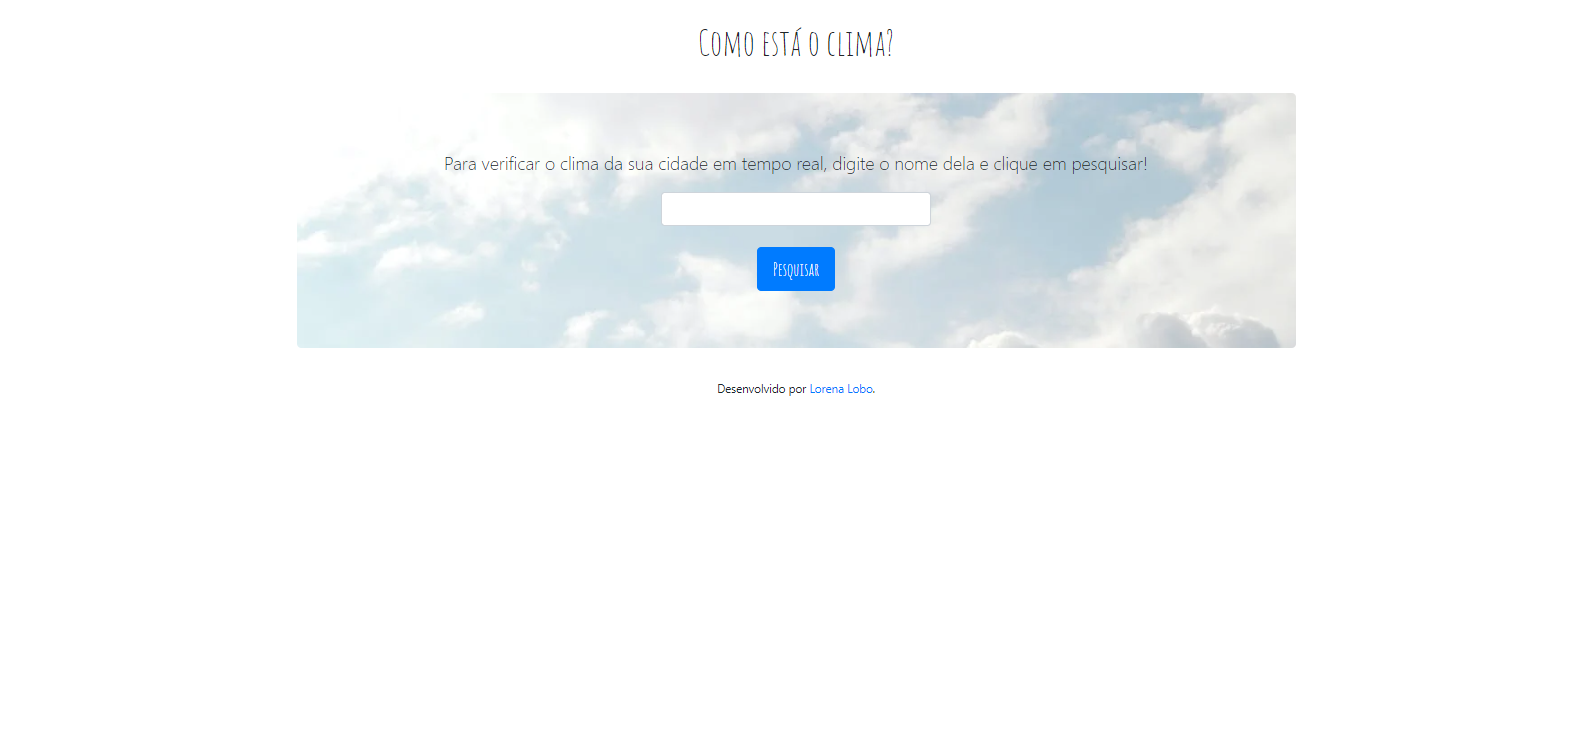 Como está o clima?
Para verificar o clima da sua cidade em tempo real, digite o nome dela e clique em pesquisar!
Pesquisar
Desenvolvido por Lorena Lobo.